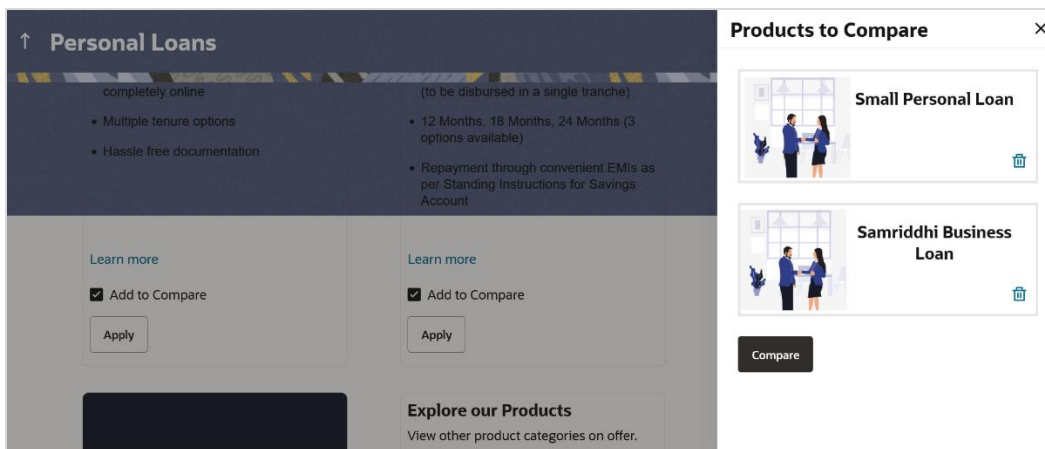 Personal Loans
completely online
• Multiple tenure options
• Hassle free documentation
Learn more
Add to Compare
Apply
(to be disbursed in a single tranche)
• 12 Months, 18 Months, 24 Months (3
options available)
• Repayment through convenient EMIs as
per Standing Instructions for Savings
Account
Learn more
Add to Compare
Apply
Explore our Products
View other product categories on offer.
Products to Compare
Small Personal Loan
Samriddhi Business
Loan
Compare